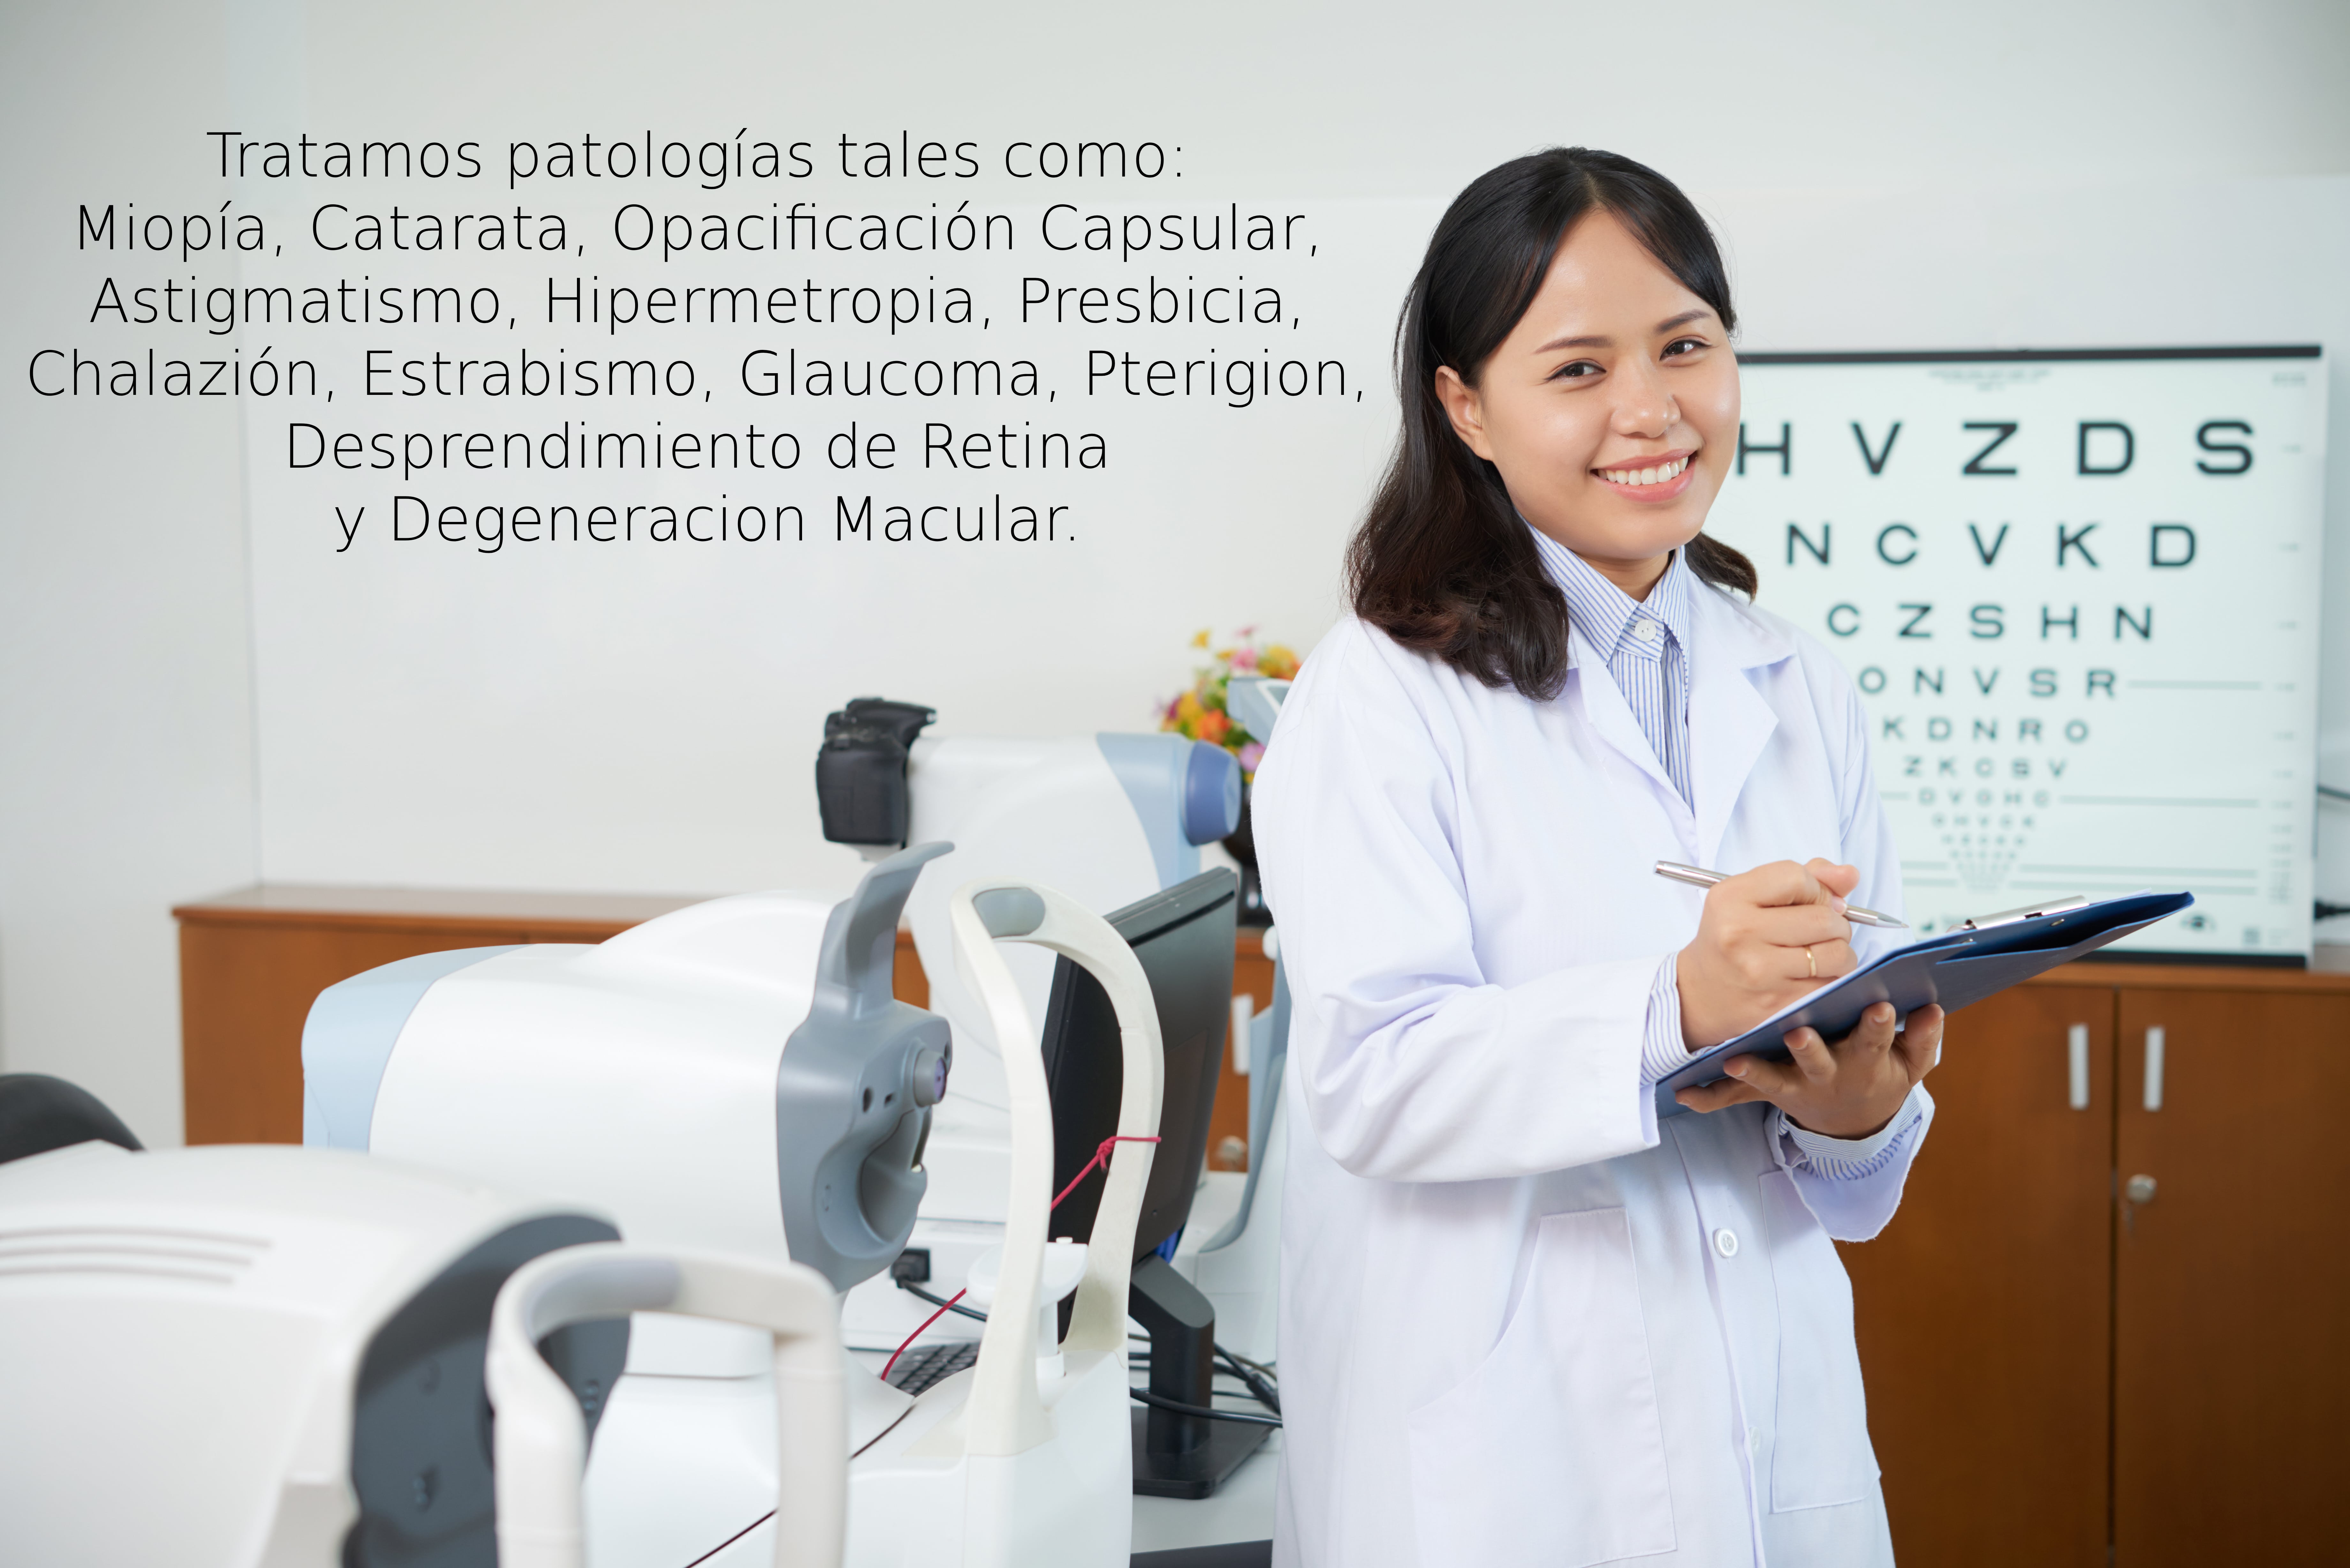 Tratamos patologías tales como:
Miopía, Catarata, Opacificación Capsular,
Astigmatismo, Hipermetropia, Presbicia,
Chalazión, Estrabismo, Glaucoma, Pterigion,
Desprendimiento de Retina
y Degeneracion Macular.
H V Z D S
N C V K D
C Z S H N
O N V S R
K D N R O
Z K C S V